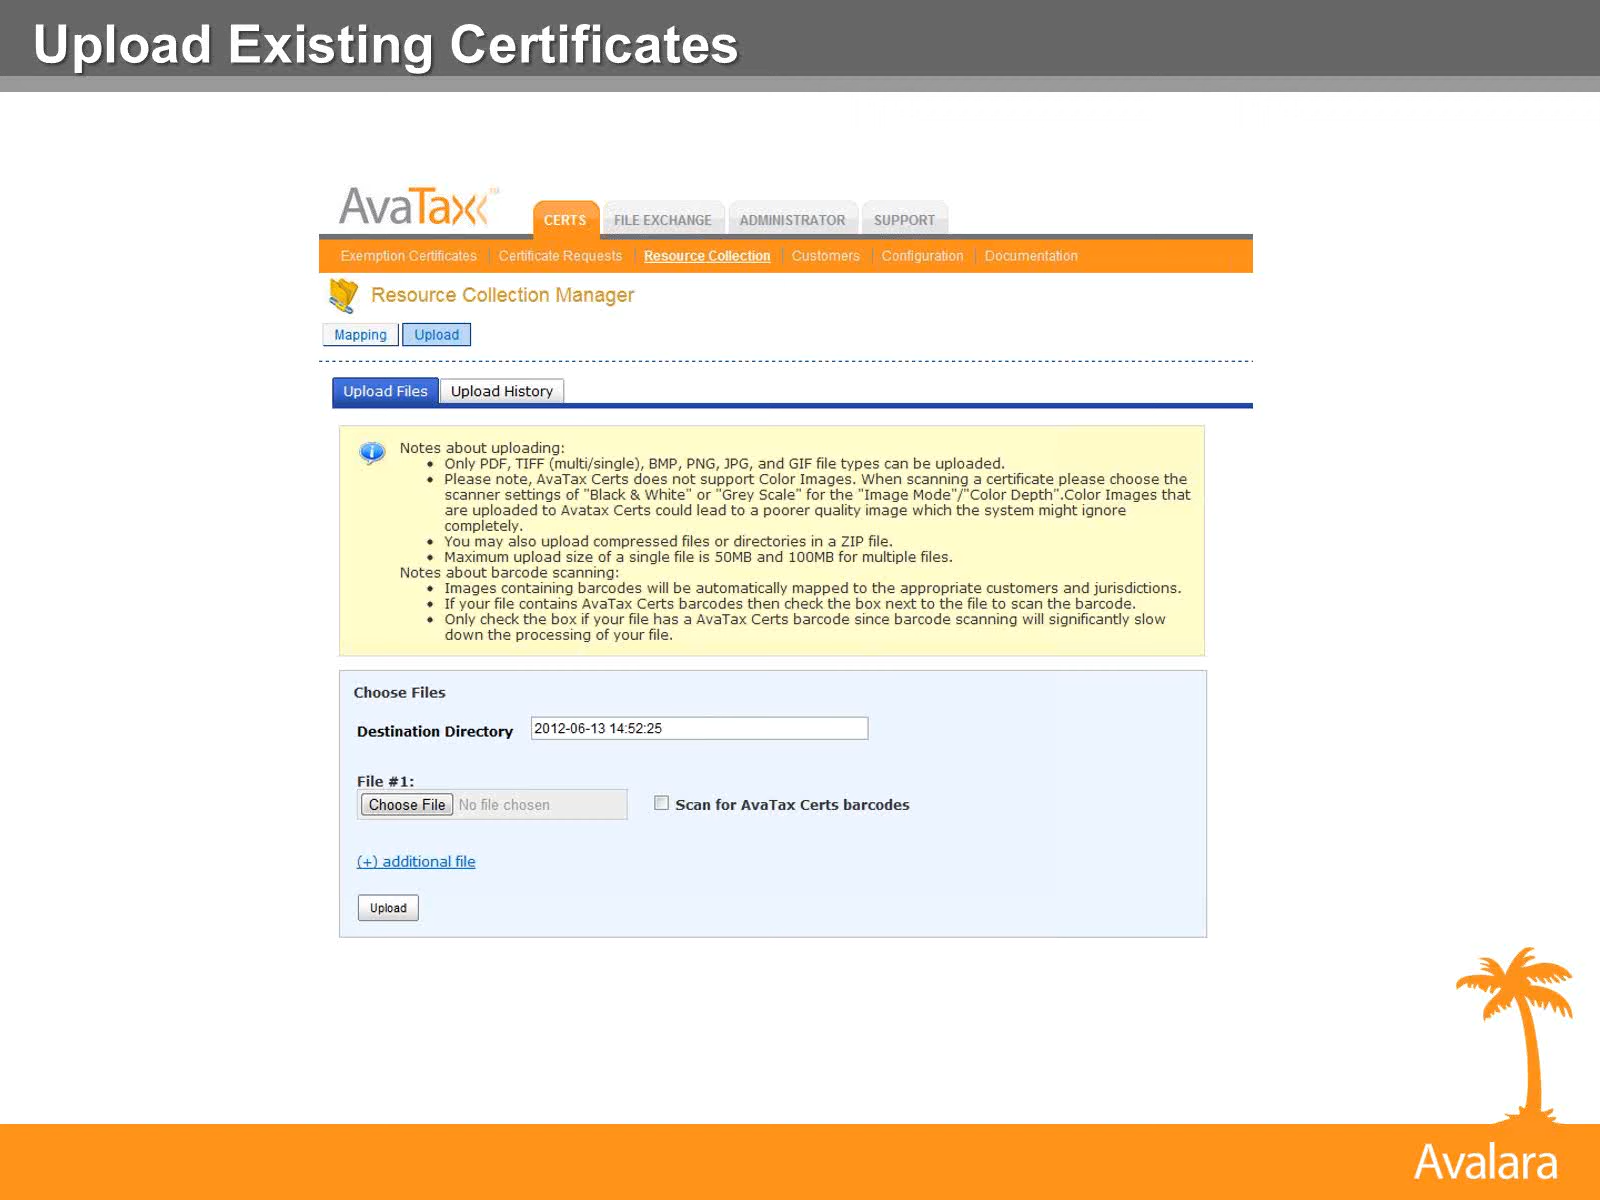 Upload Existing Certificates
AvaTax™
CERTS FILE EXCHANGE ADMINISTRATOR SUPPORT
Exemption Certificates Certificate Requests Resource Collection Customers Configuration Documentation
Resource Collection Manager
Mapping Upload
Upload Files Upload History
Notes about uploading:
• Only PDF, TIFF (multi/single), BMP, PNG, JPG, and GIF file types can be uploaded.
• Please note, AvaTax Certs does not support Color Images. When scanning a certificate please choose the
scanner settings of "Black & White" or "Grey Scale" for the "Image Mode"/"Color Depth".Color Images that
are uploaded to Avatax Certs could lead to a poorer quality image which the system might ignore
completely.
• You may also upload compressed files or directories in a ZIP file.
• Maximum upload size of a single file is 50MB and 100MB for multiple files.
Notes about barcode scanning:
• Images containing barcodes will be automatically mapped to the appropriate customers and jurisdictions.
• If your file contains AvaTax Certs barcodes then check the box next to the file to scan the barcode.
• Only check the box if your file has a AvaTax Certs barcode since barcode scanning will significantly slow
down the processing of your file.
Choose Files
Destination Directory 2012-06-13 14:52:25
File #1:
Choose File No file chosen Scan for AvaTax Certs barcodes
(+) additional file
Upload
Avalara